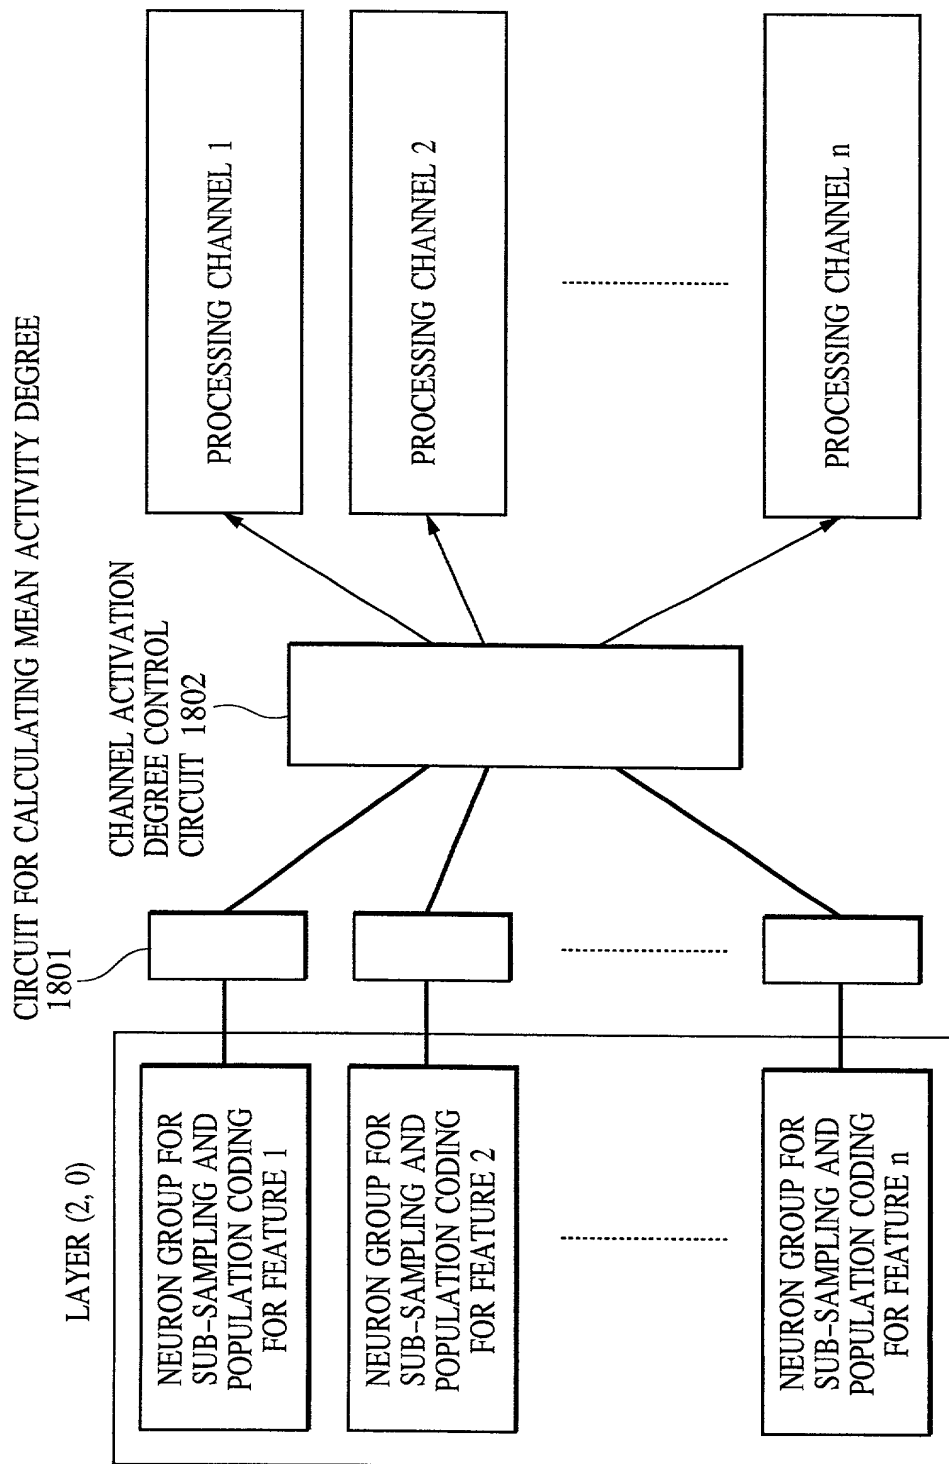 CIRCUIT FOR CALCULATING MEAN ACTIVITY DEGREE
1801
CHANNEL ACTIVATION
DEGREE CONTROL
CIRCUIT 1802
LAYER (2, 0)
NEURON GROUP FOR
SUB-SAMPLING AND
POPULATION CODING
FOR FEATURE 1
PROCESSING CHANNEL 1
NEURON GROUP FOR
SUB-SAMPLING AND
POPULATION CODING
FOR FEATURE 2
PROCESSING CHANNEL 2
NEURON GROUP FOR
SUB-SAMPLING AND
POPULATION CODING
FOR FEATURE n
PROCESSING CHANNEL n